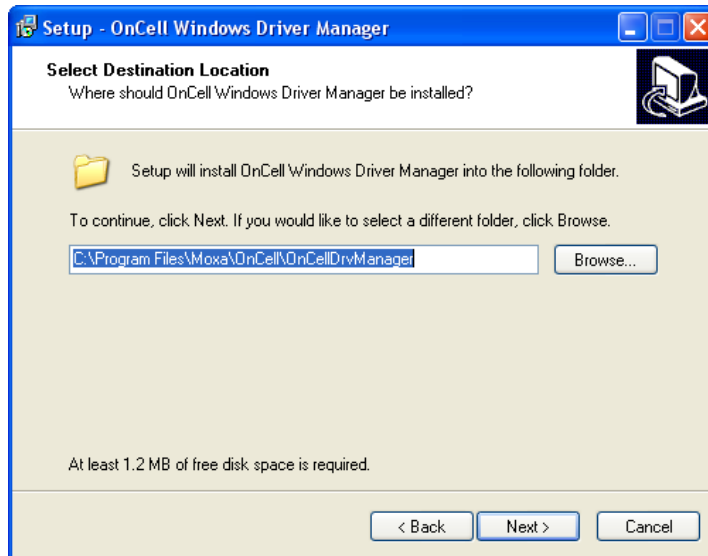 Setup - OnCell Windows Driver Manager
Select Destination Location
Where should OnCell Windows Driver Manager be installed?
Setup will install OnCell Windows Driver Manager into the following folder.
To continue, click Next. If you would like to select a different folder, click Browse.
C:\Program Files\Moxa\OnCell\OnCellDrvManager
Browse...
At least 1.2 MB of free disk space is required.
< Back
Next >
Cancel